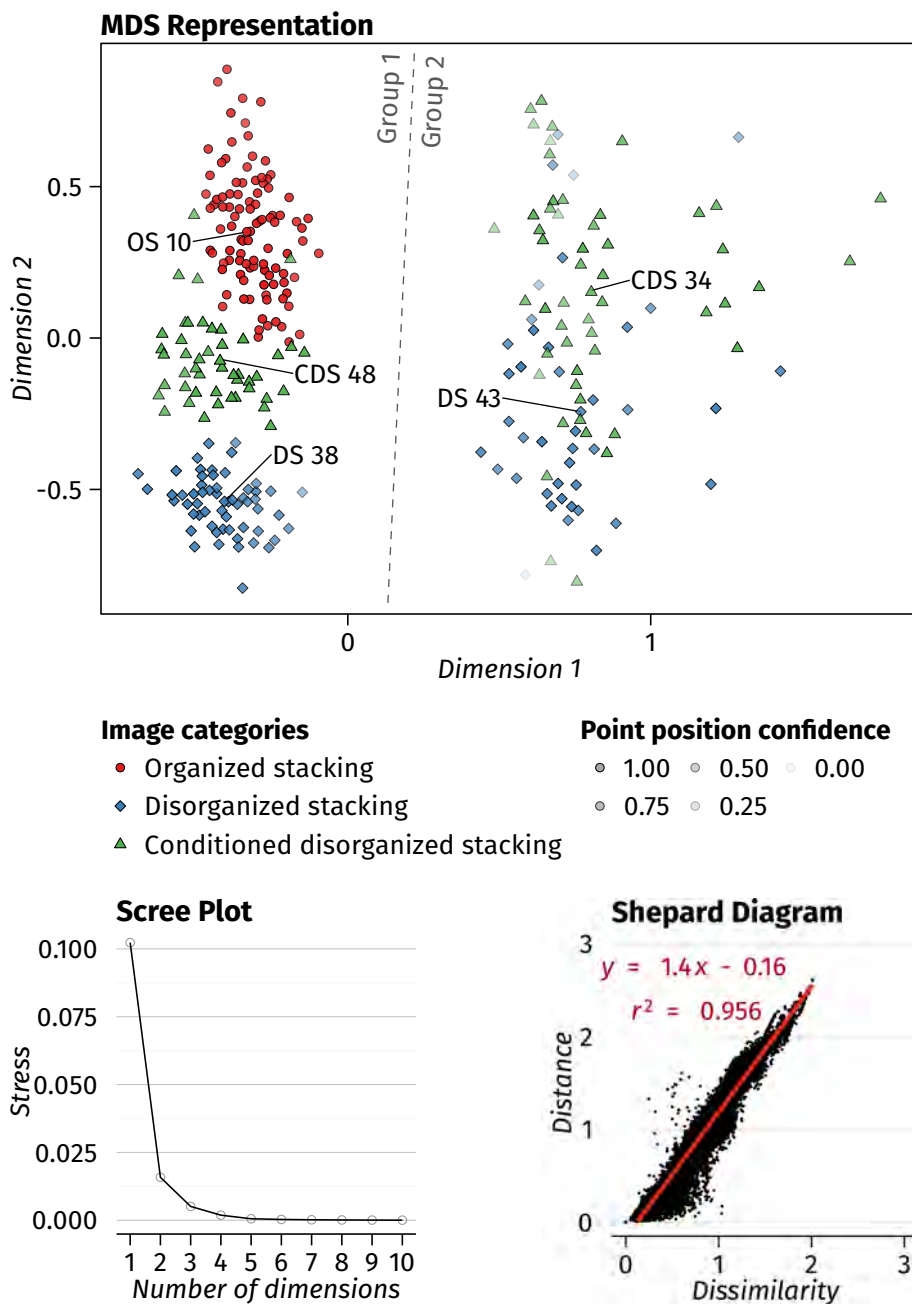 MDS Representation
Group 1
Group 2
0.5
0.0
-0.5
Dimension 2
OS 10
CDS 34
CDS 48
DS 43
DS 38
0 1
Dimension 1
Image categories
Organized stacking
Disorganized stacking
Conditioned disorganized stacking
Point position confidence
1.00 0.50 0.00
0.75 0.25
Scree Plot
0.100
0.075
0.050
0.025
0.000
Stress
1 2 3 4 5 6 7 8 9 10
Number of dimensions
Shepard Diagram
y = 1.4x - 0.16
r² = 0.956
3
2
1
0
Distance
0 1 2 3
Dissimilarity